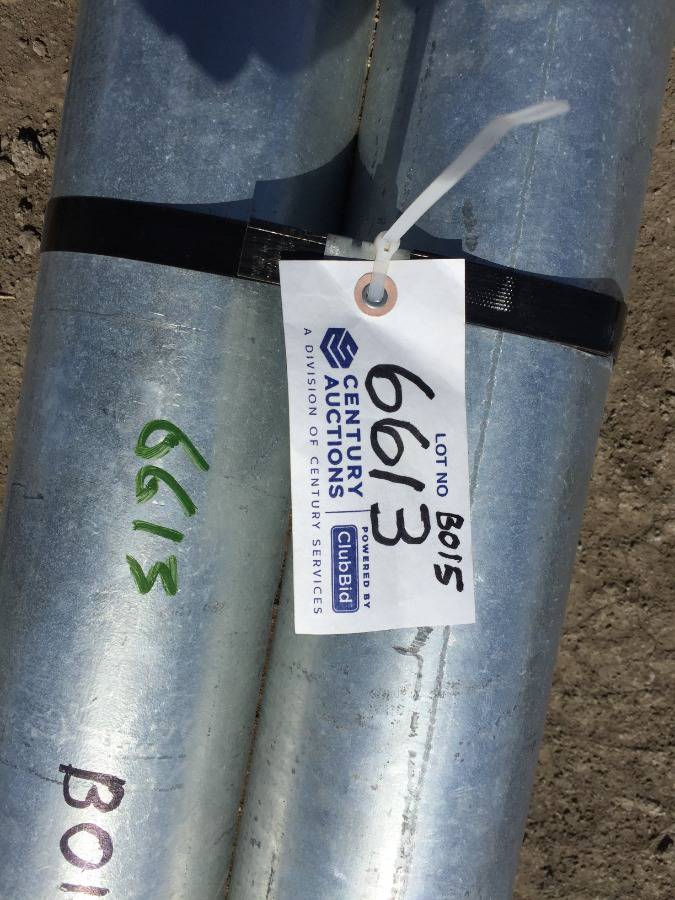 LOT NO B015
6613
CENTURY
AUCTIONS
A DIVISION OF CENTURY SERVICES
POWERED BY
ClubBid
6613
B01